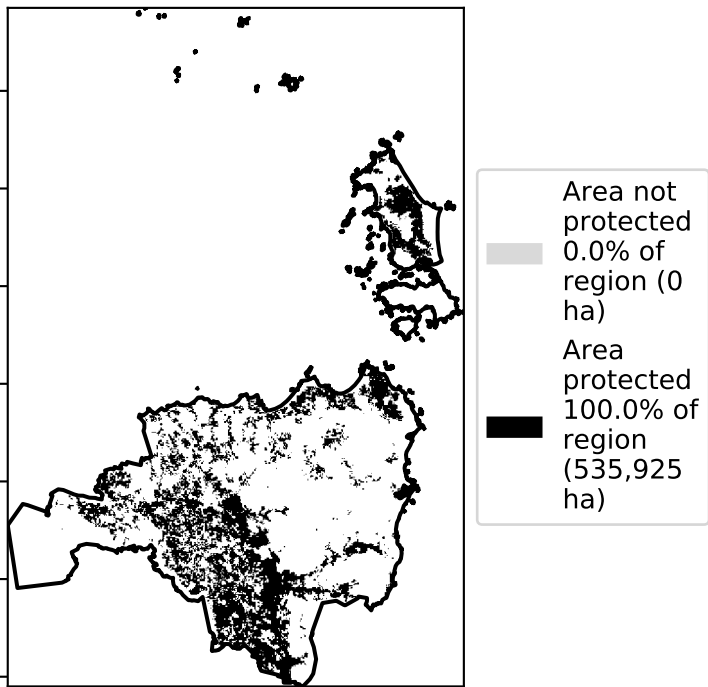 Area not
protected
0.0% of
region (0
ha)
Area
protected
100.0% of
region
(535,925
ha)